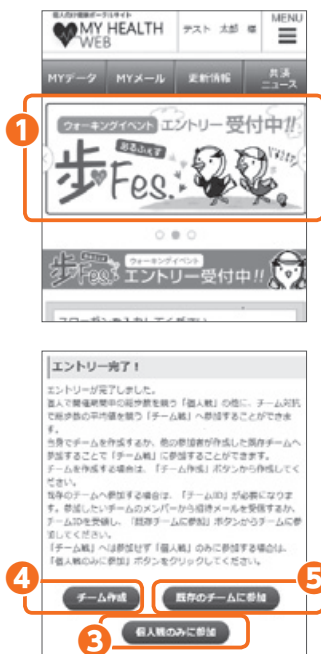 個人向け健康ポータルサイト
MY HEALTH
WEB
テスト 太郎 様
MENU
MYデータ
MYメール
更新情報
共済
ニュース
1
ウォーキングイベント エントリー受付中!!
あるふぇす
歩Fes.
歩Fes.
ウォーキングイベント
エントリー受付中!!
エントリー完了!
エントリーが完了しました。
個人で開催期間中の総歩数を競う「個人戦」の他に、チーム対抗
で総歩数の平均値を競う「チーム戦」へ参加することができま
す。
自身でチームを作成するか、他の参加者が作成した既存チームへ
参加することで「チーム戦」に参加することができます。
チームを作成する場合は、「チーム作成」ボタンから作成してく
ださい。
既存のチームへ参加する場合は、「チームID」が必要になりま
す。参加したいチームのメンバーから招待メールを受信するか、
チームIDを受領し、「既存チームに参加」ボタンからチームに参
加してください。
「チーム戦」へは参加せず「個人戦」のみに参加する場合は、
「個人戦のみに参加」ボタンをクリックしてください。
4
チーム作成
5
既存のチームに参加
3
個人戦のみに参加